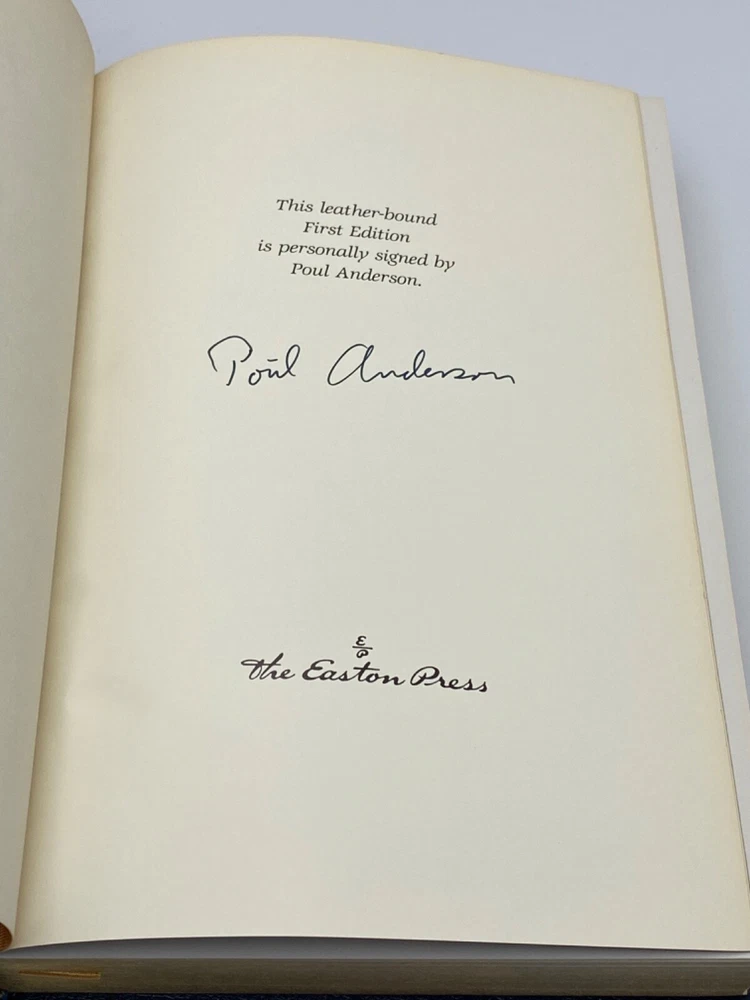 This leather-bound
First Edition
is personally signed by
Poul Anderson.
Poul Anderson
E
P
The Easton Press